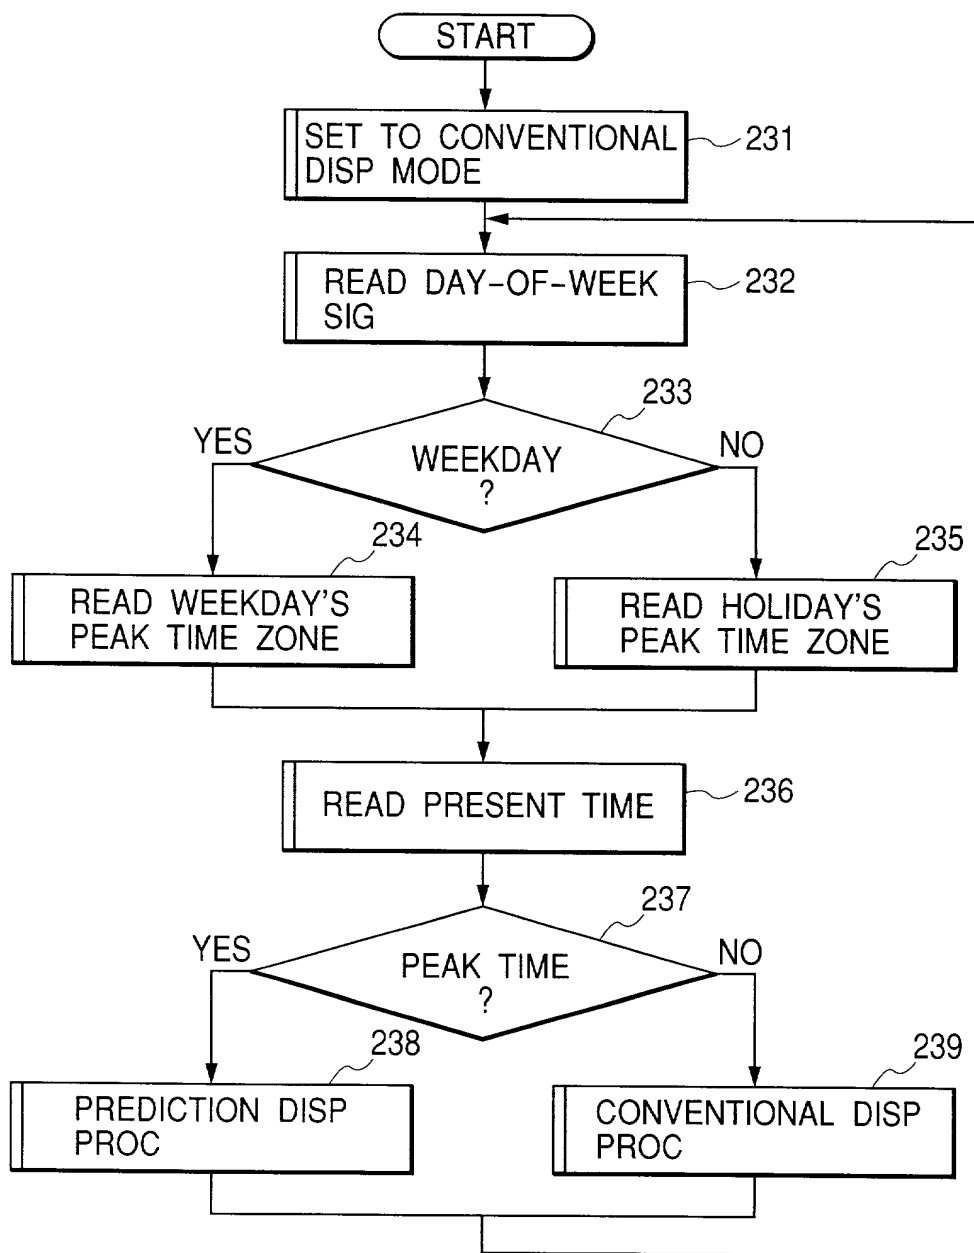 START
SET TO CONVENTIONAL
DISP MODE
231
READ DAY-OF-WEEK
SIG
232
233
YES
NO
WEEKDAY
?
234
235
READ WEEKDAY'S
PEAK TIME ZONE
READ HOLIDAY'S
PEAK TIME ZONE
READ PRESENT TIME
236
237
YES
NO
PEAK TIME
?
238
239
PREDICTION DISP
PROC
CONVENTIONAL DISP
PROC